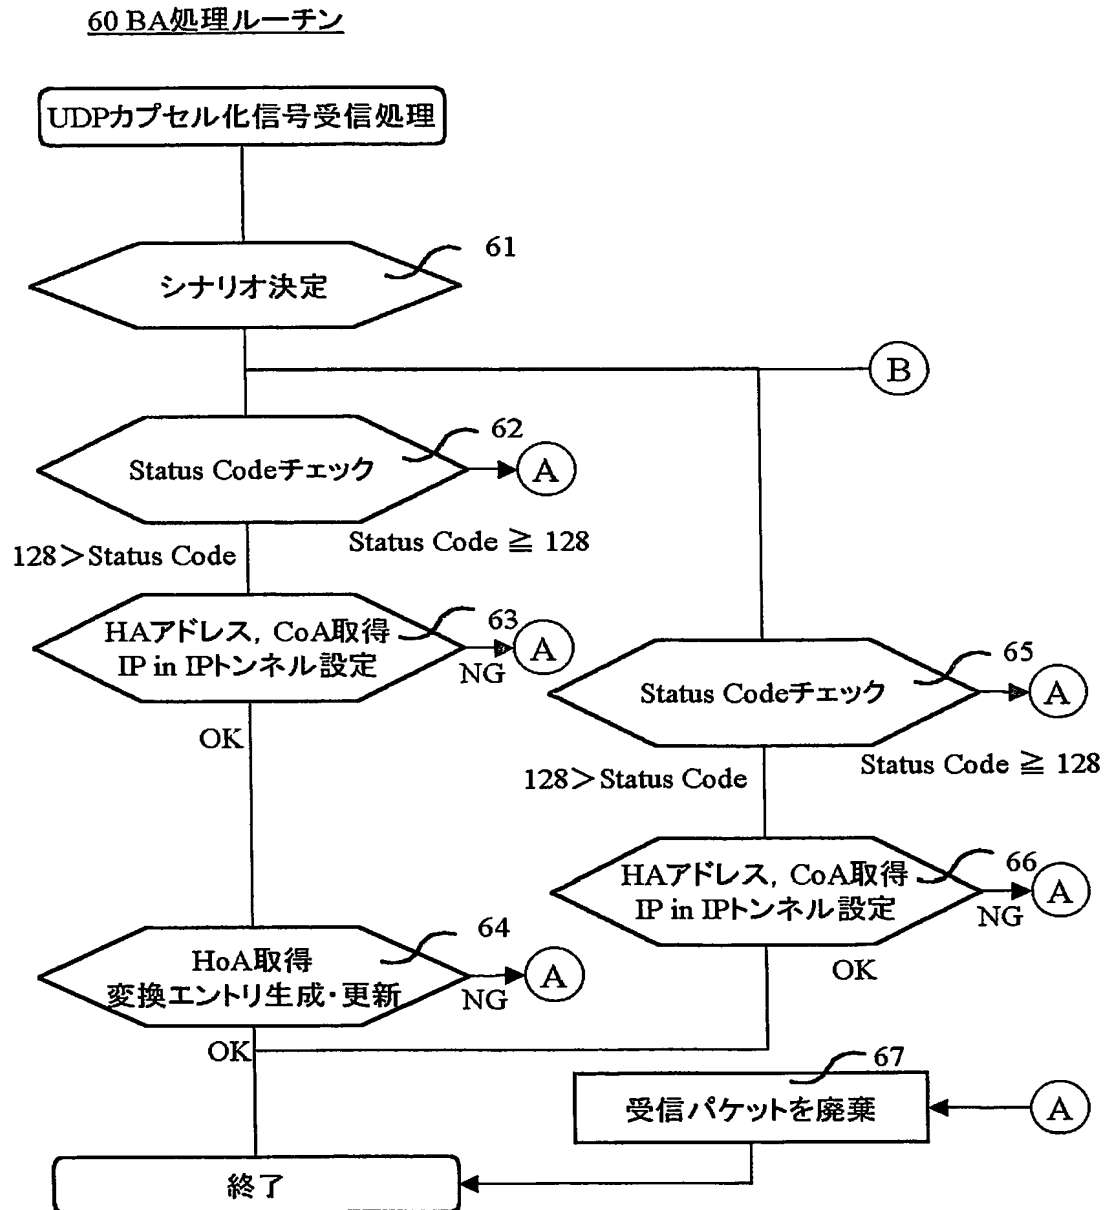 60 BA処理ルーチン
UDPカプセル化信号受信処理
61
シナリオ決定
B
62
Status Codeチェック
A
128＞Status Code
Status Code ≧ 128
63
HAアドレス, CoA取得
IP in IPトンネル設定
A
NG
OK
65
Status Codeチェック
A
128＞Status Code
Status Code ≧ 128
66
HAアドレス, CoA取得
IP in IPトンネル設定
A
NG
OK
64
HoA取得
変換エントリ生成・更新
A
NG
OK
67
受信パケットを廃棄
A
終了